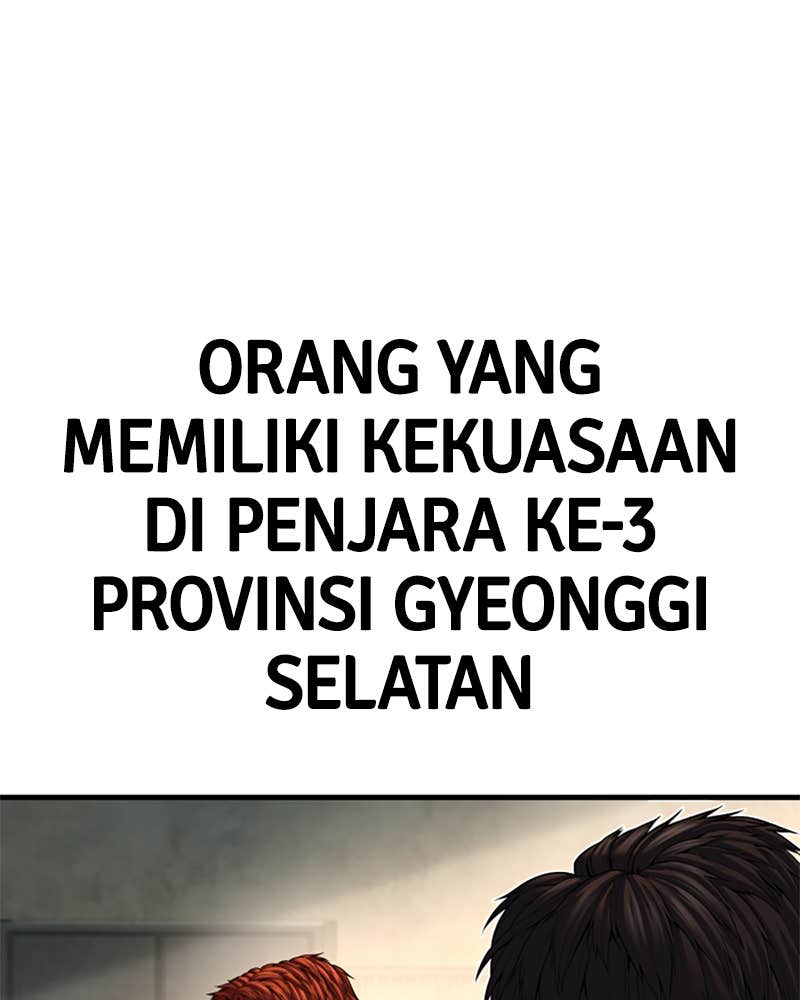 ORANG YANG
MEMILIKI KEKUASAAN
DI PENJARA KE-3
PROVINSI GYEONGGI
SELATAN